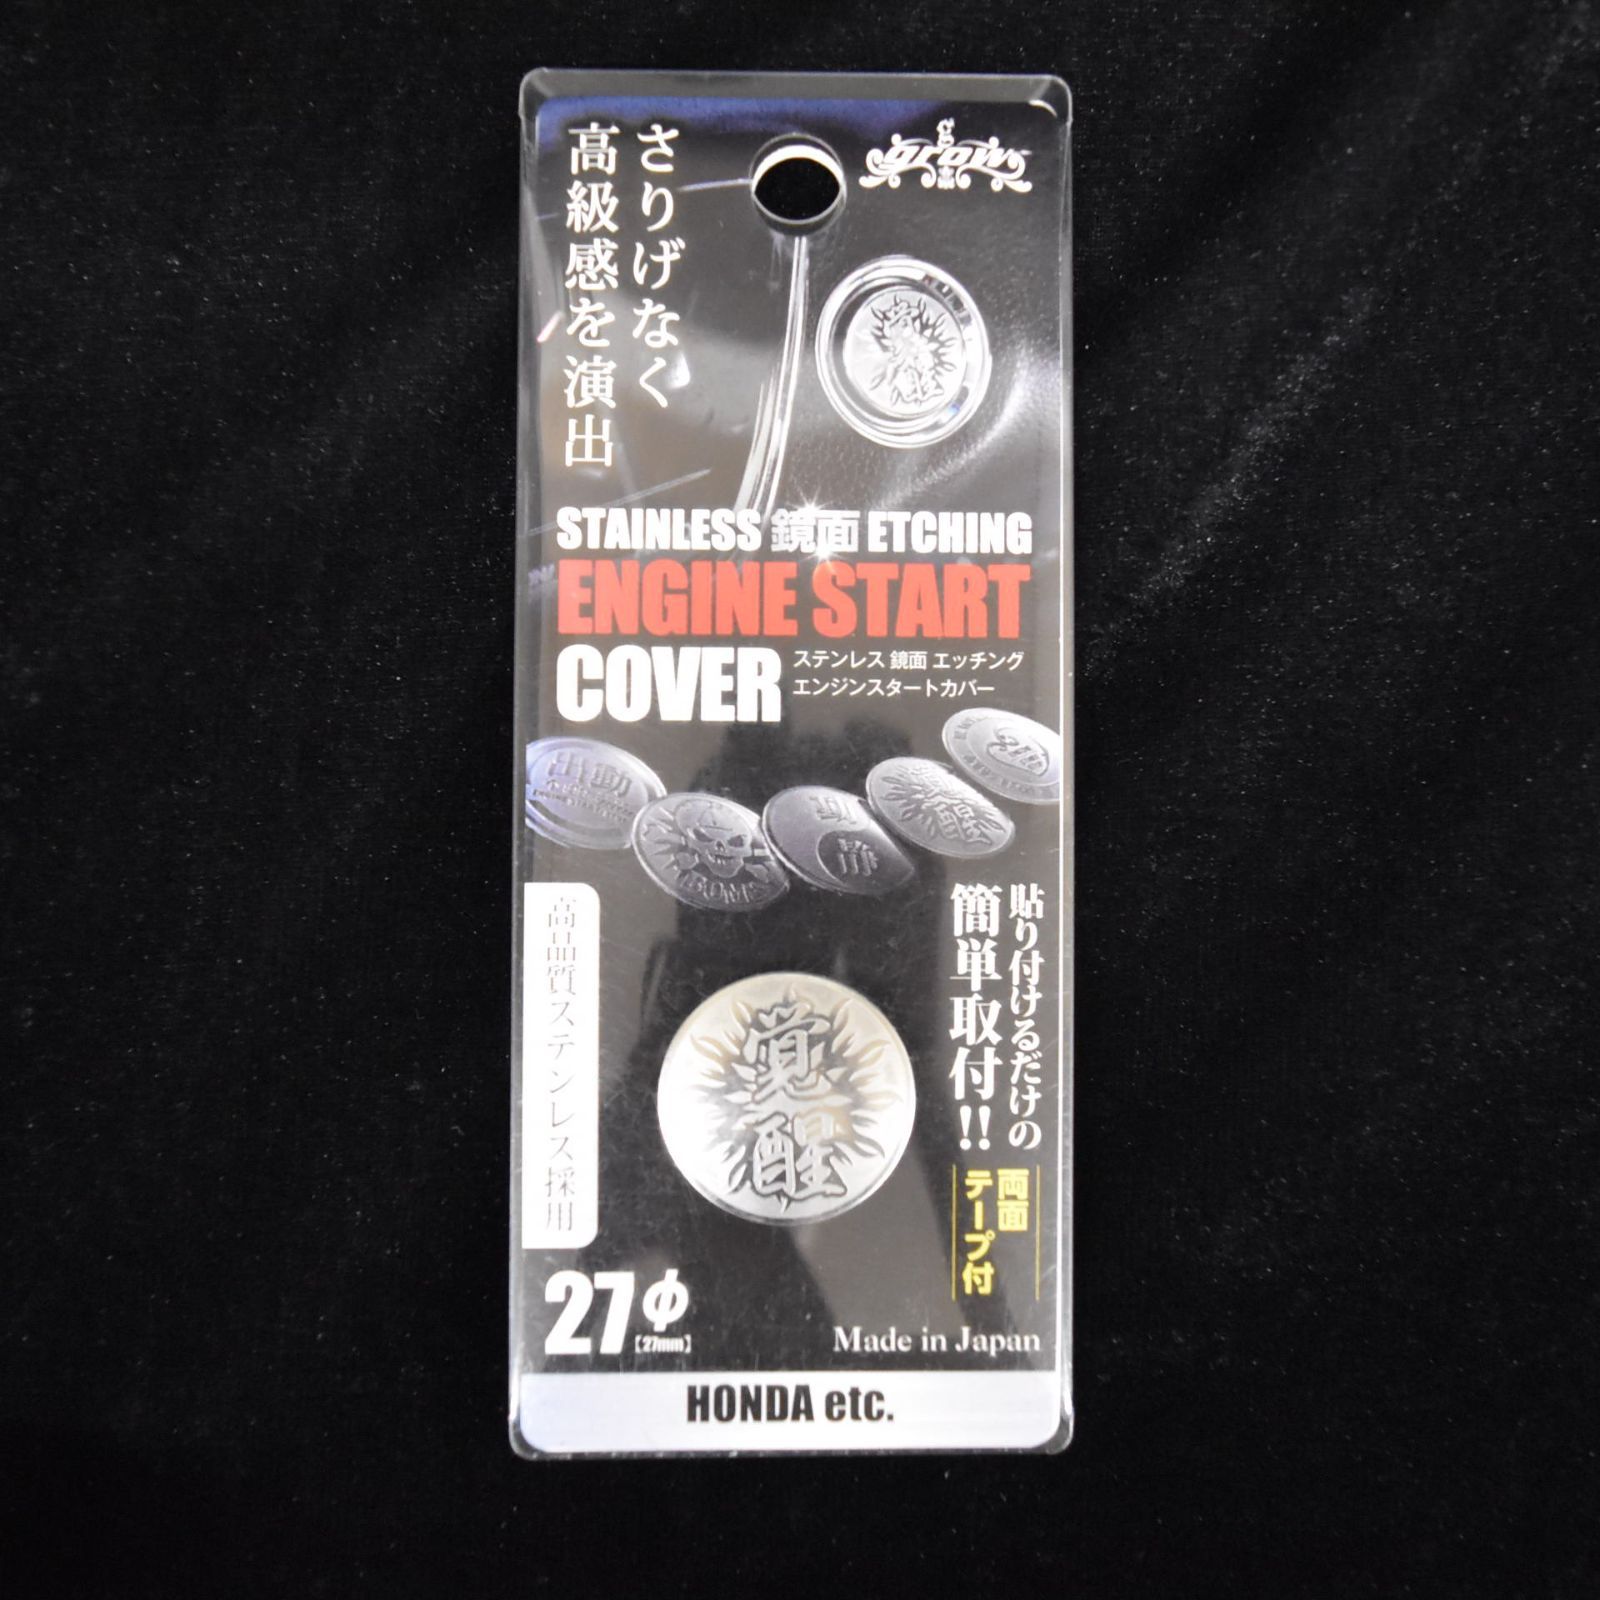 さりげなく
高級感を演出
grow
覚醒
STAINLESS 鏡面 ETCHING
ENGINE START
COVER
ステンレス 鏡面 エッチング
エンジンスタートカバー
出動
貼り付けるだけの
簡単取付!!
両面
テープ付
高品質ステンレス採用
覚醒
27φ
[27mm]
Made in Japan
HONDA etc.